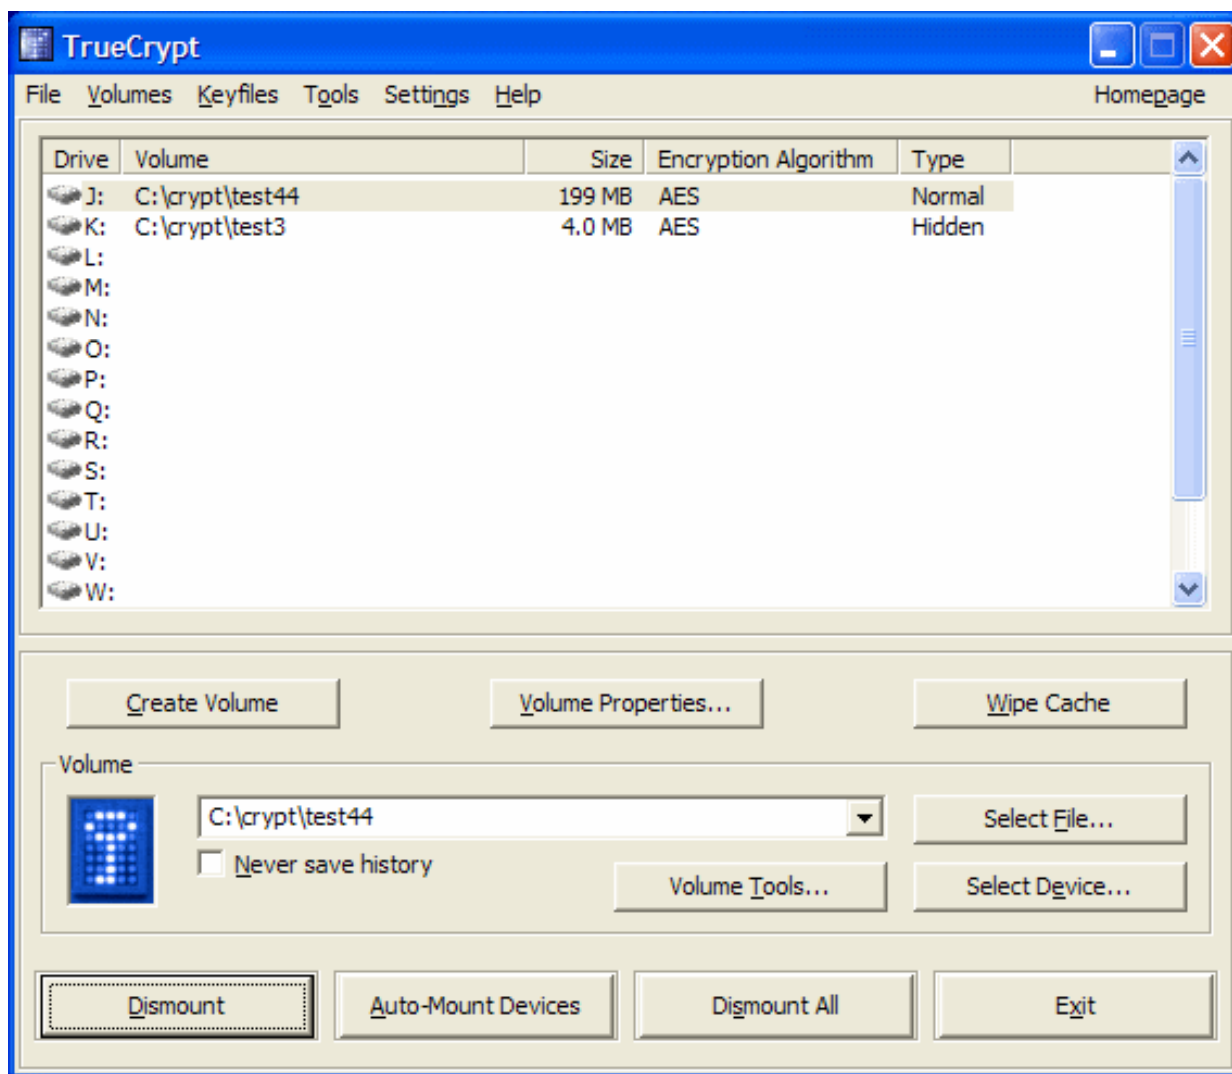 TrueCrypt
File Volumes Keyfiles Tools Settings Help Homepage
Drive Volume Size Encryption Algorithm Type
J: C:\crypt\test44 199 MB AES Normal
K: C:\crypt\test3 4.0 MB AES Hidden
L:
M:
N:
O:
P:
Q:
R:
S:
T:
U:
V:
W:
Create Volume Volume Properties... Wipe Cache
Volume
C:\crypt\test44 Select File...
Never save history
Volume Tools... Select Device...
Dismount Auto-Mount Devices Dismount All Exit